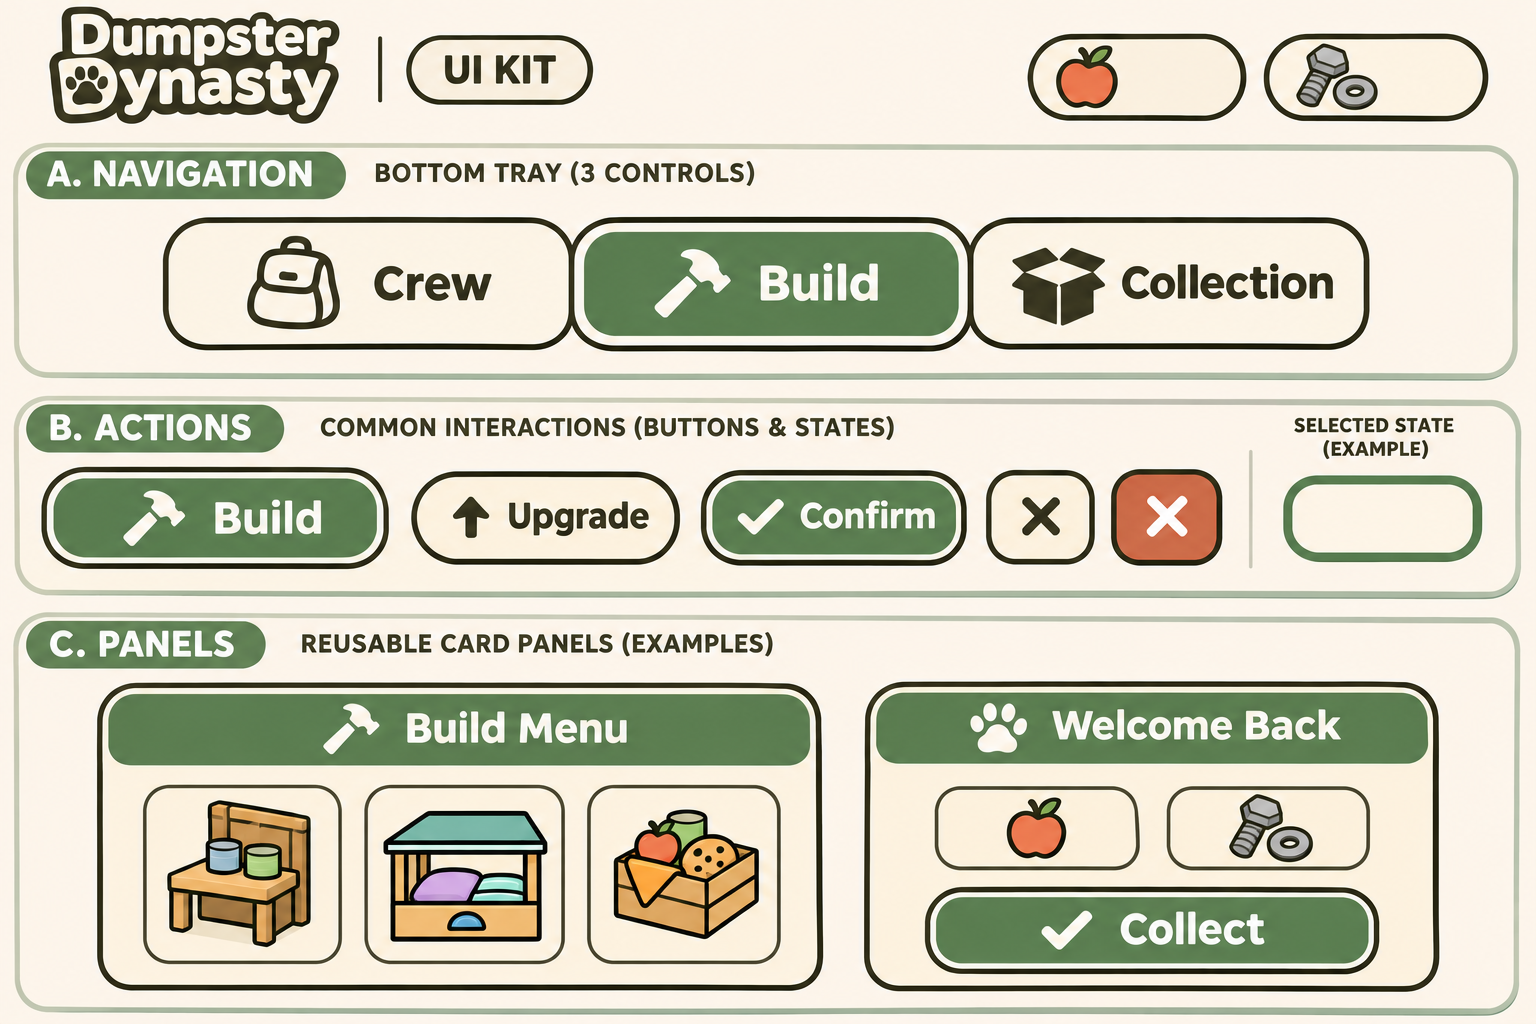 Dumpster
Dynasty
UI KIT
A. NAVIGATION
BOTTOM TRAY (3 CONTROLS)
Crew
Build
Collection
B. ACTIONS
COMMON INTERACTIONS (BUTTONS & STATES)
SELECTED STATE
(EXAMPLE)
Build
Upgrade
Confirm
C. PANELS
REUSABLE CARD PANELS (EXAMPLES)
Build Menu
Welcome Back
Collect